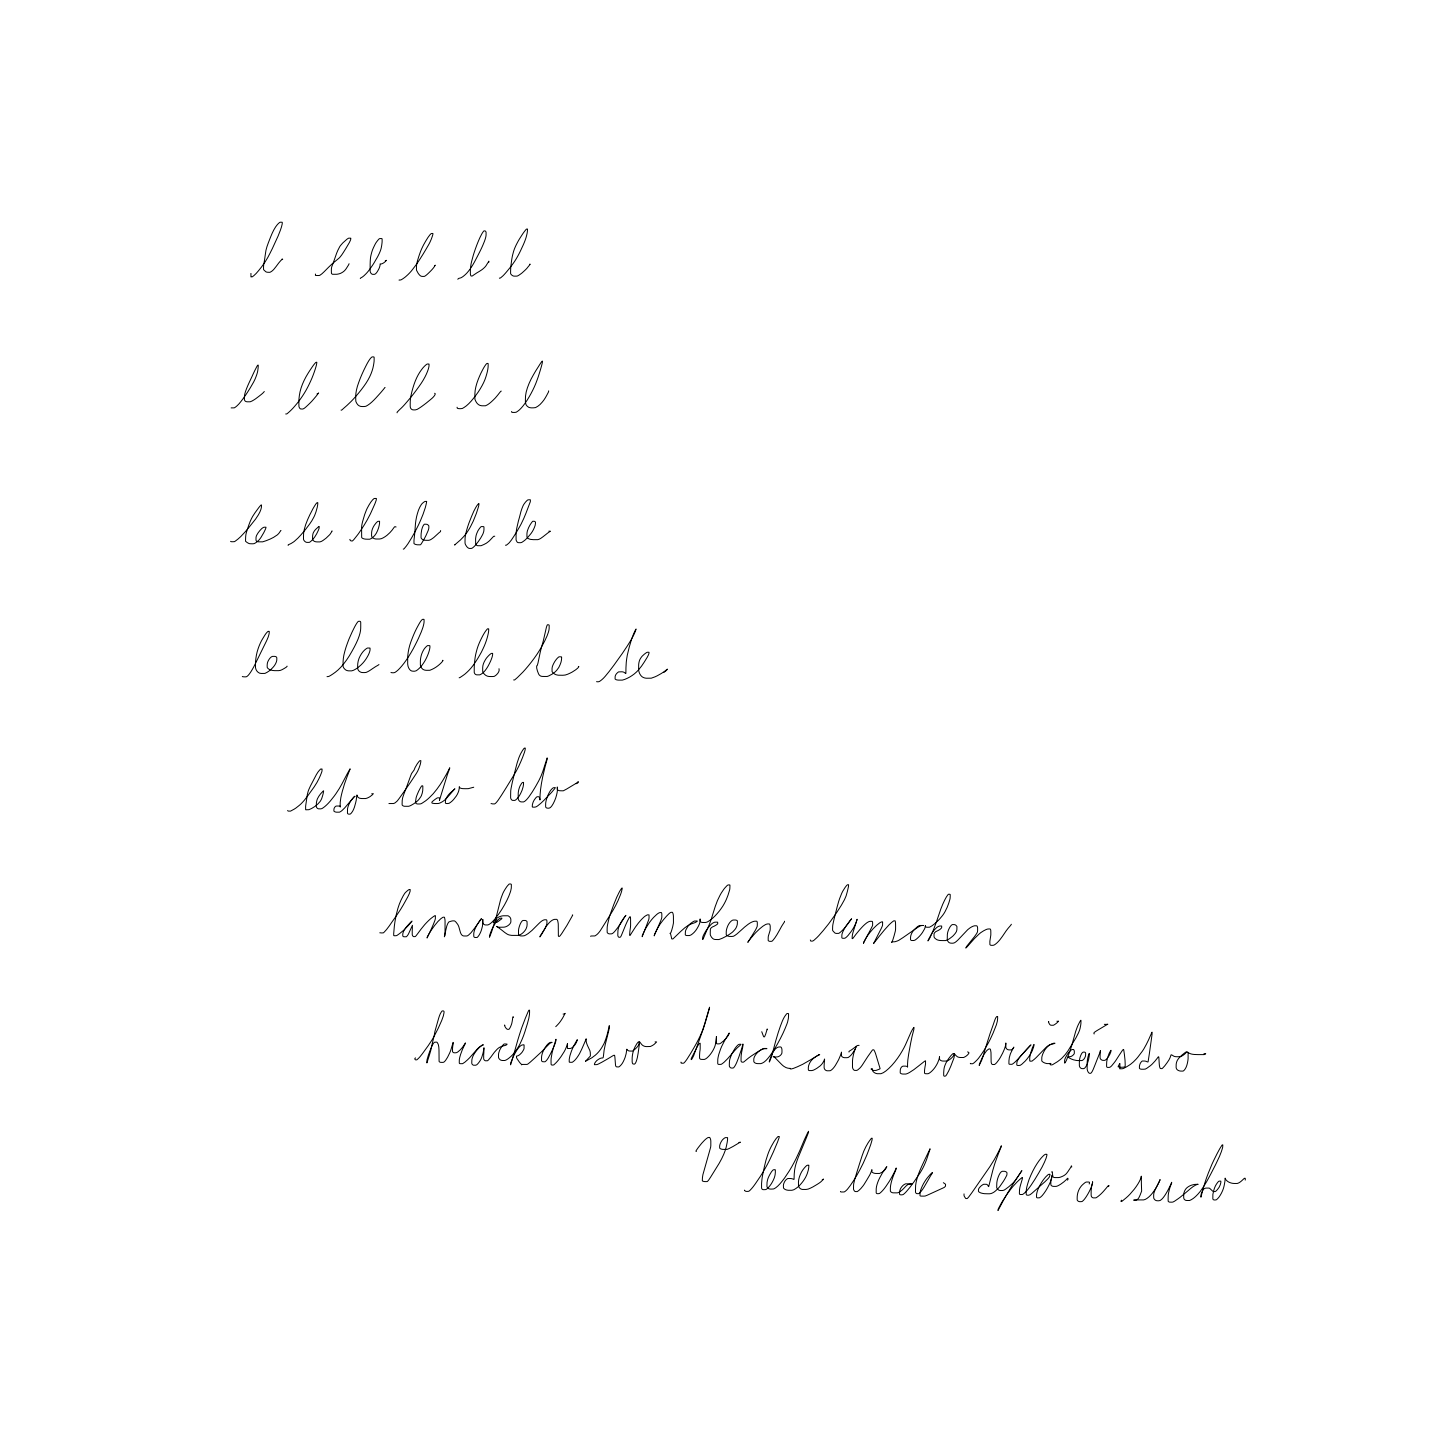 l l l l l l
l l l l l l
le le le le le le
le le le le le le
leto leto leto
lamoken lamoken lamoken
hračkárstvo hračkarstvo hračkárstvo
V lete bude teplo a sucho